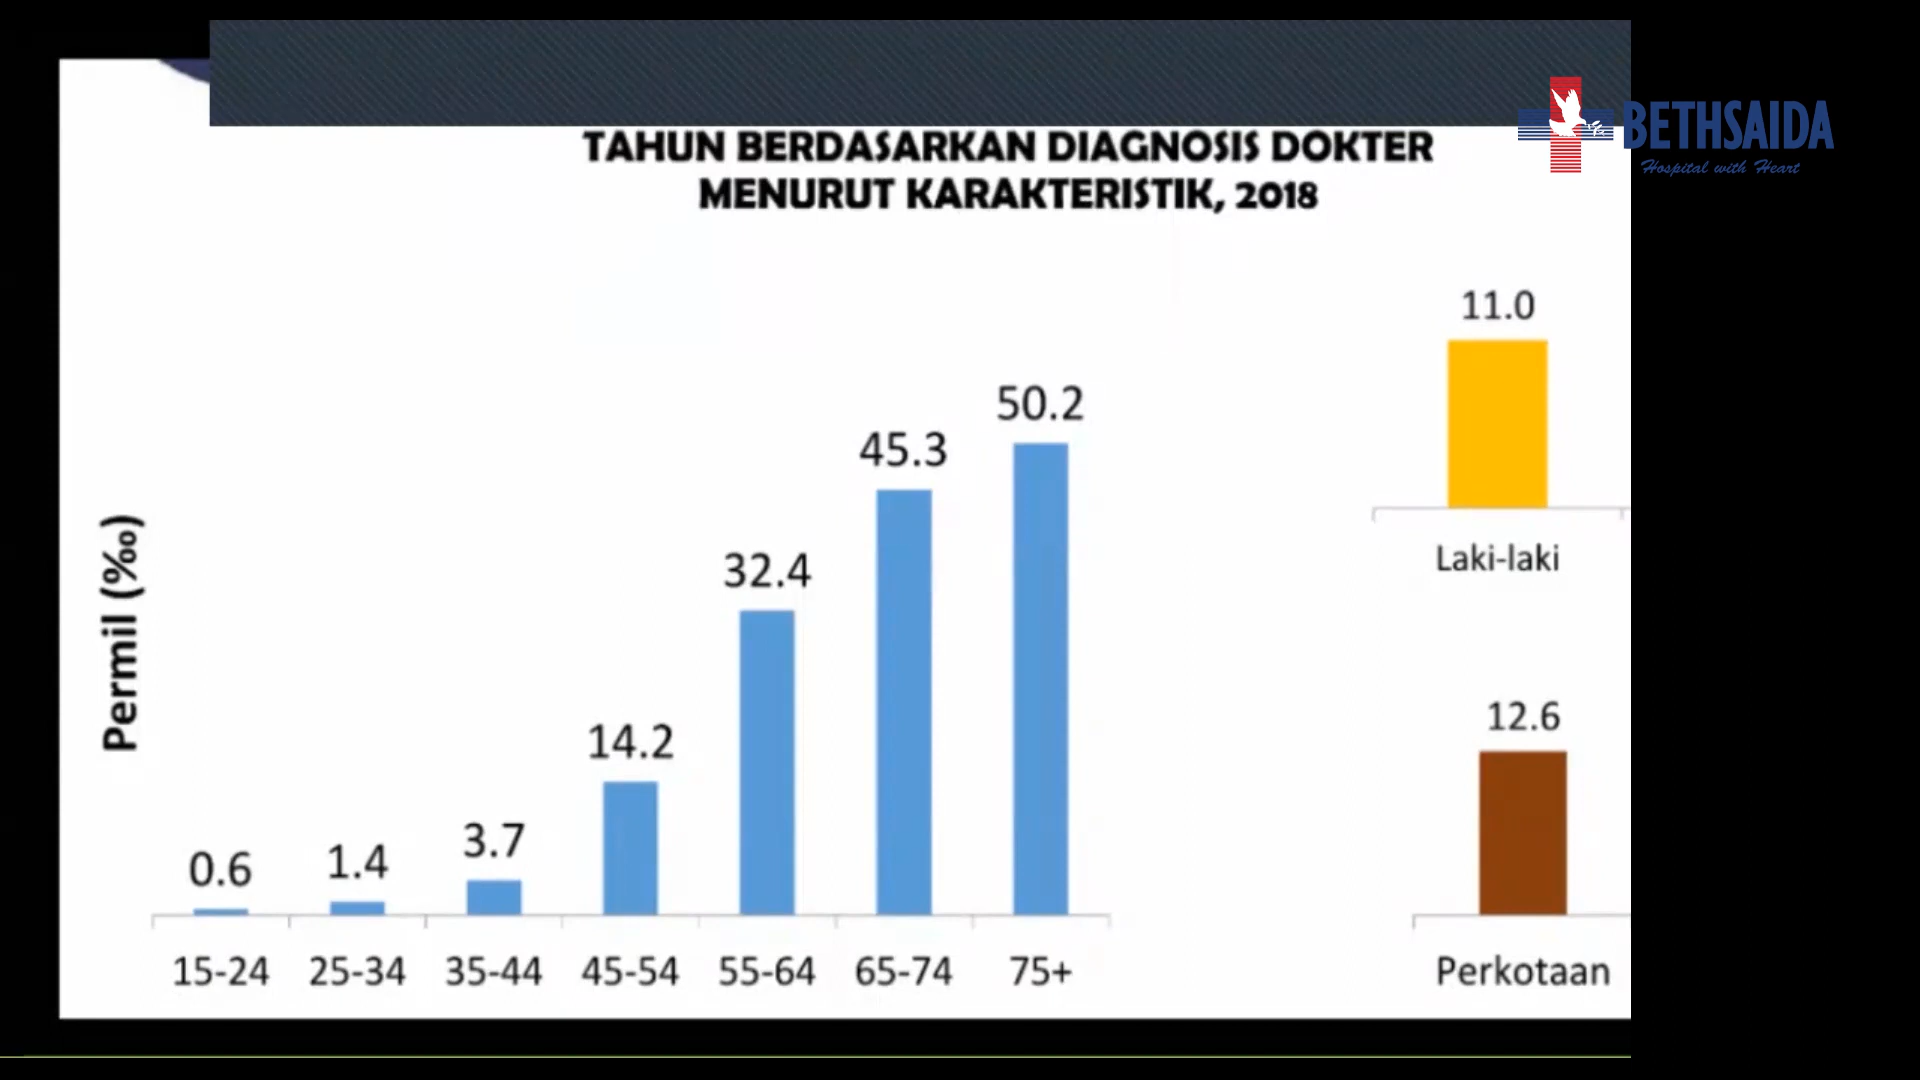 BETHSAIDA
Hospital with Heart
TAHUN BERDASARKAN DIAGNOSIS DOKTER
MENURUT KARAKTERISTIK, 2018
Permil (‰)
0.6
1.4
3.7
14.2
32.4
45.3
50.2
15-24
25-34
35-44
45-54
55-64
65-74
75+
11.0
Laki-laki
12.6
Perkotaan